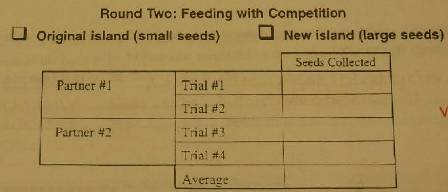 Round Two: Feeding with Competition
Original island (small seeds) New island (large seeds)
Seeds Collected
Partner #1 Trial #1
Trial #2
Partner #2 Trial #3
Trial #4
Average